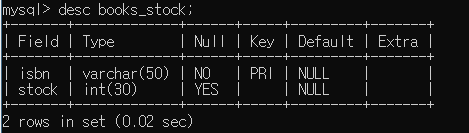 mysql> desc books_stock;
+-------+-------------+------+-----+---------+-------+
| Field | Type        | Null | Key | Default | Extra |
+-------+-------------+------+-----+---------+-------+
| isbn  | varchar(50) | NO   | PRI | NULL    |       |
| stock | int(30)     | YES  |     | NULL    |       |
+-------+-------------+------+-----+---------+-------+
2 rows in set (0.02 sec)